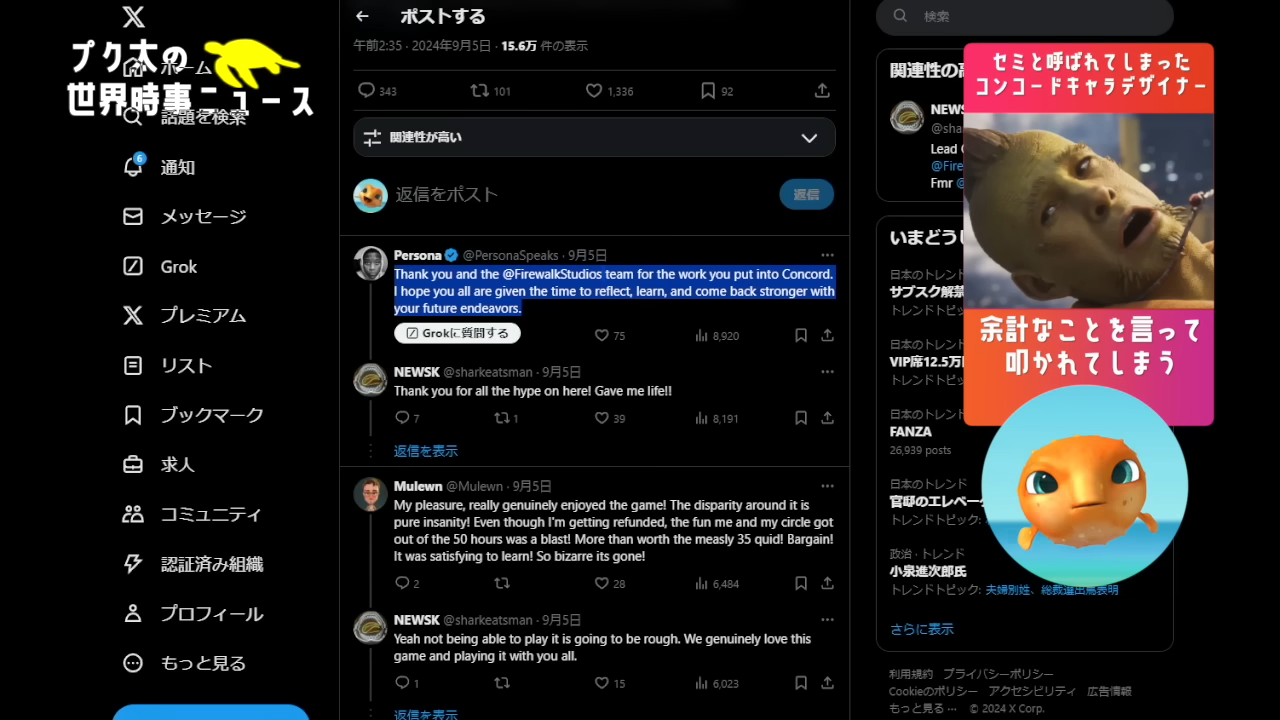 プク太の
世界時事ニュース
ホーム
話題を検索
6
通知
メッセージ
Grok
プレミアム
リスト
ブックマーク
求人
コミュニティ
認証済み組織
プロフィール
もっと見る
ポストする
午前2:35 · 2024年9月5日 · 15.6万 件の表示
343 101 1,336 92
関連性が高い
返信をポスト
返信
Persona @PersonaSpeaks · 9月5日
Thank you and the @FirewalkStudios team for the work you put into Concord.
I hope you all are given the time to reflect, learn, and come back stronger with
your future endeavors.
Grokに質問する
75 8,920
NEWSK @sharkeatsman · 9月5日
Thank you for all the hype on here! Gave me life!!
7 1 39 8,191
返信を表示
Mulewn @Mulewn · 9月5日
My pleasure, really genuinely enjoyed the game! The disparity around it is
pure insanity! Even though I'm getting refunded, the fun me and my circle got
out of the 50 hours was a blast! More than worth the measly 35 quid! Bargain!
It was satisfying to learn! So bizarre its gone!
2 28 6,484
NEWSK @sharkeatsman · 9月5日
Yeah not being able to play it is going to be rough. We genuinely love this
game and playing it with you all.
1 15 6,023
返信を表示
検索
関連性の高
NEWS
@sha
Lead C
@Fire
Fmr @
いまどうし
日本のトレンド
サブスク解禁
トレンドトピッ
日本のトレンド
VIP席12.5万
トレンドトピッ
日本のトレンド
FANZA
26,939 posts
日本のトレンド
官邸のエレベー
トレンドトピック:
政治 · トレンド
小泉進次郎氏
トレンドトピック: 夫婦別姓、総裁選出馬表明
さらに表示
利用規約 プライバシーポリシー
Cookieのポリシー アクセシビリティ 広告情報
もっと見る ··· © 2024 X Corp.
セミと呼ばれてしまった
コンコードキャラデザイナー
余計なことを言って
叩かれてしまう